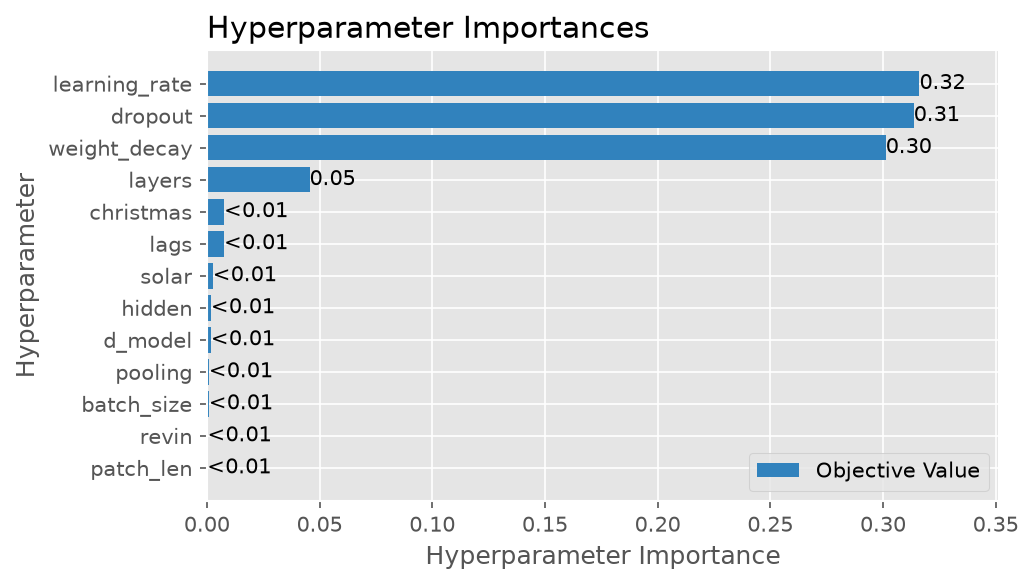 Hyperparameter Importances
Hyperparameter
learning_rate 0.32
dropout 0.31
weight_decay 0.30
layers 0.05
christmas <0.01
lags <0.01
solar <0.01
hidden <0.01
d_model <0.01
pooling <0.01
batch_size <0.01
revin <0.01
patch_len <0.01
Objective Value
0.00 0.05 0.10 0.15 0.20 0.25 0.30 0.35
Hyperparameter Importance